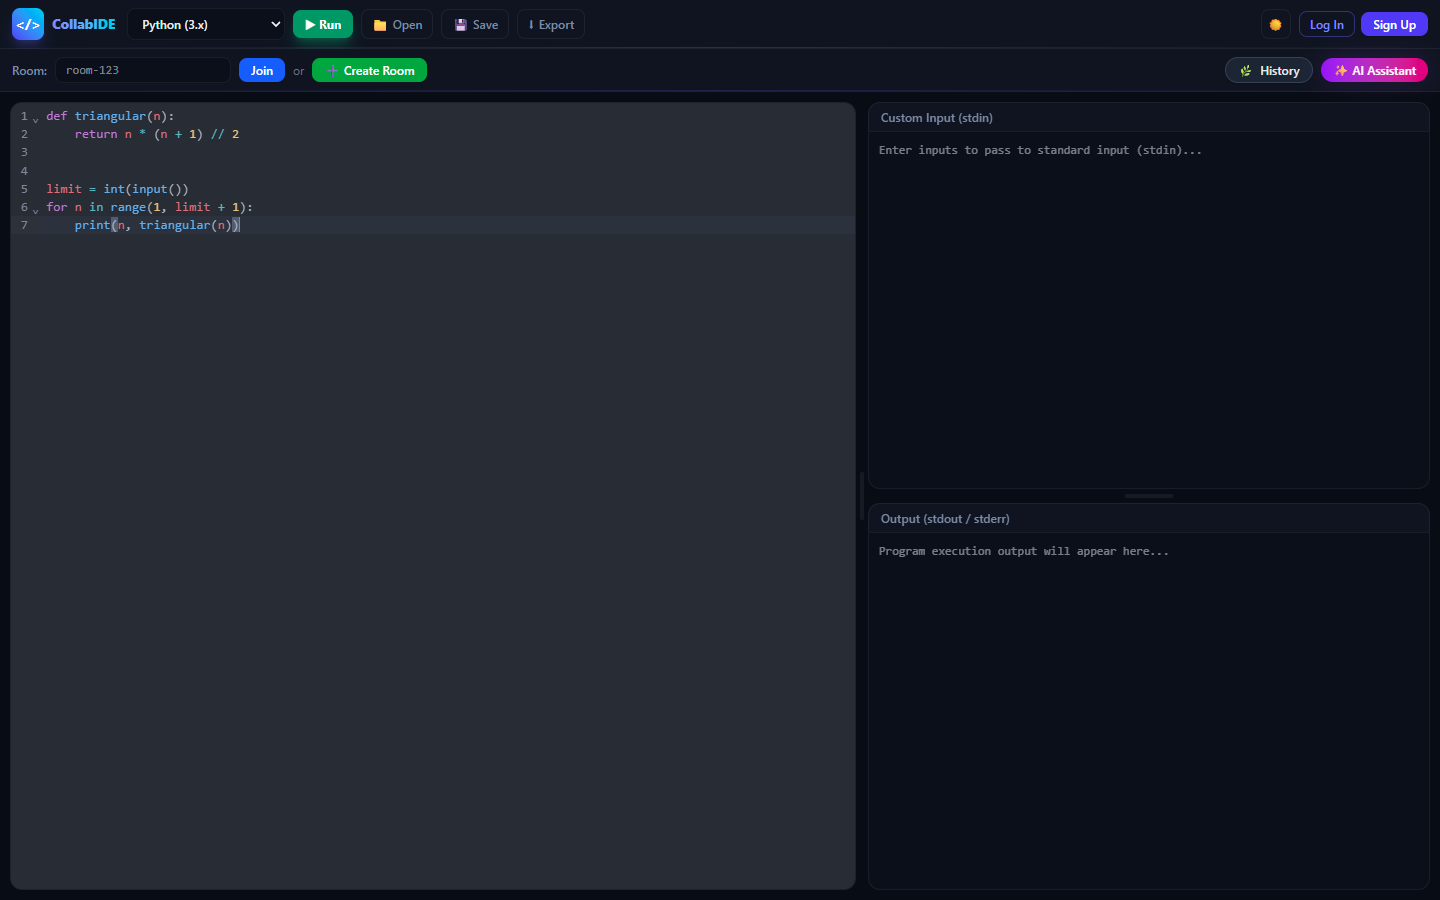 </> CollabIDE Python (3.x) ▶ Run Open Save ⬇ Export Log In Sign Up
Room: room-123 Join or Create Room History AI Assistant
1 def triangular(n):
2     return n * (n + 1) // 2
3
4
5 limit = int(input())
6 for n in range(1, limit + 1):
7     print(n, triangular(n))
Custom Input (stdin)
Enter inputs to pass to standard input (stdin)...
Output (stdout / stderr)
Program execution output will appear here...